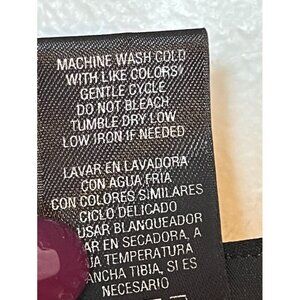 MACHINE WASH COLD
WITH LIKE COLORS
GENTLE CYCLE
DO NOT BLEACH
TUMBLE DRY LOW
LOW IRON IF NEEDED
LAVAR EN LAVADORA
CON AGUA FRIA
CON COLORES SIMILARES
CICLO DELICADO
USAR BLANQUEADOR
EN SECADORA, A
TEMPERATURA
TIBIA, SI ES
NECESARIO